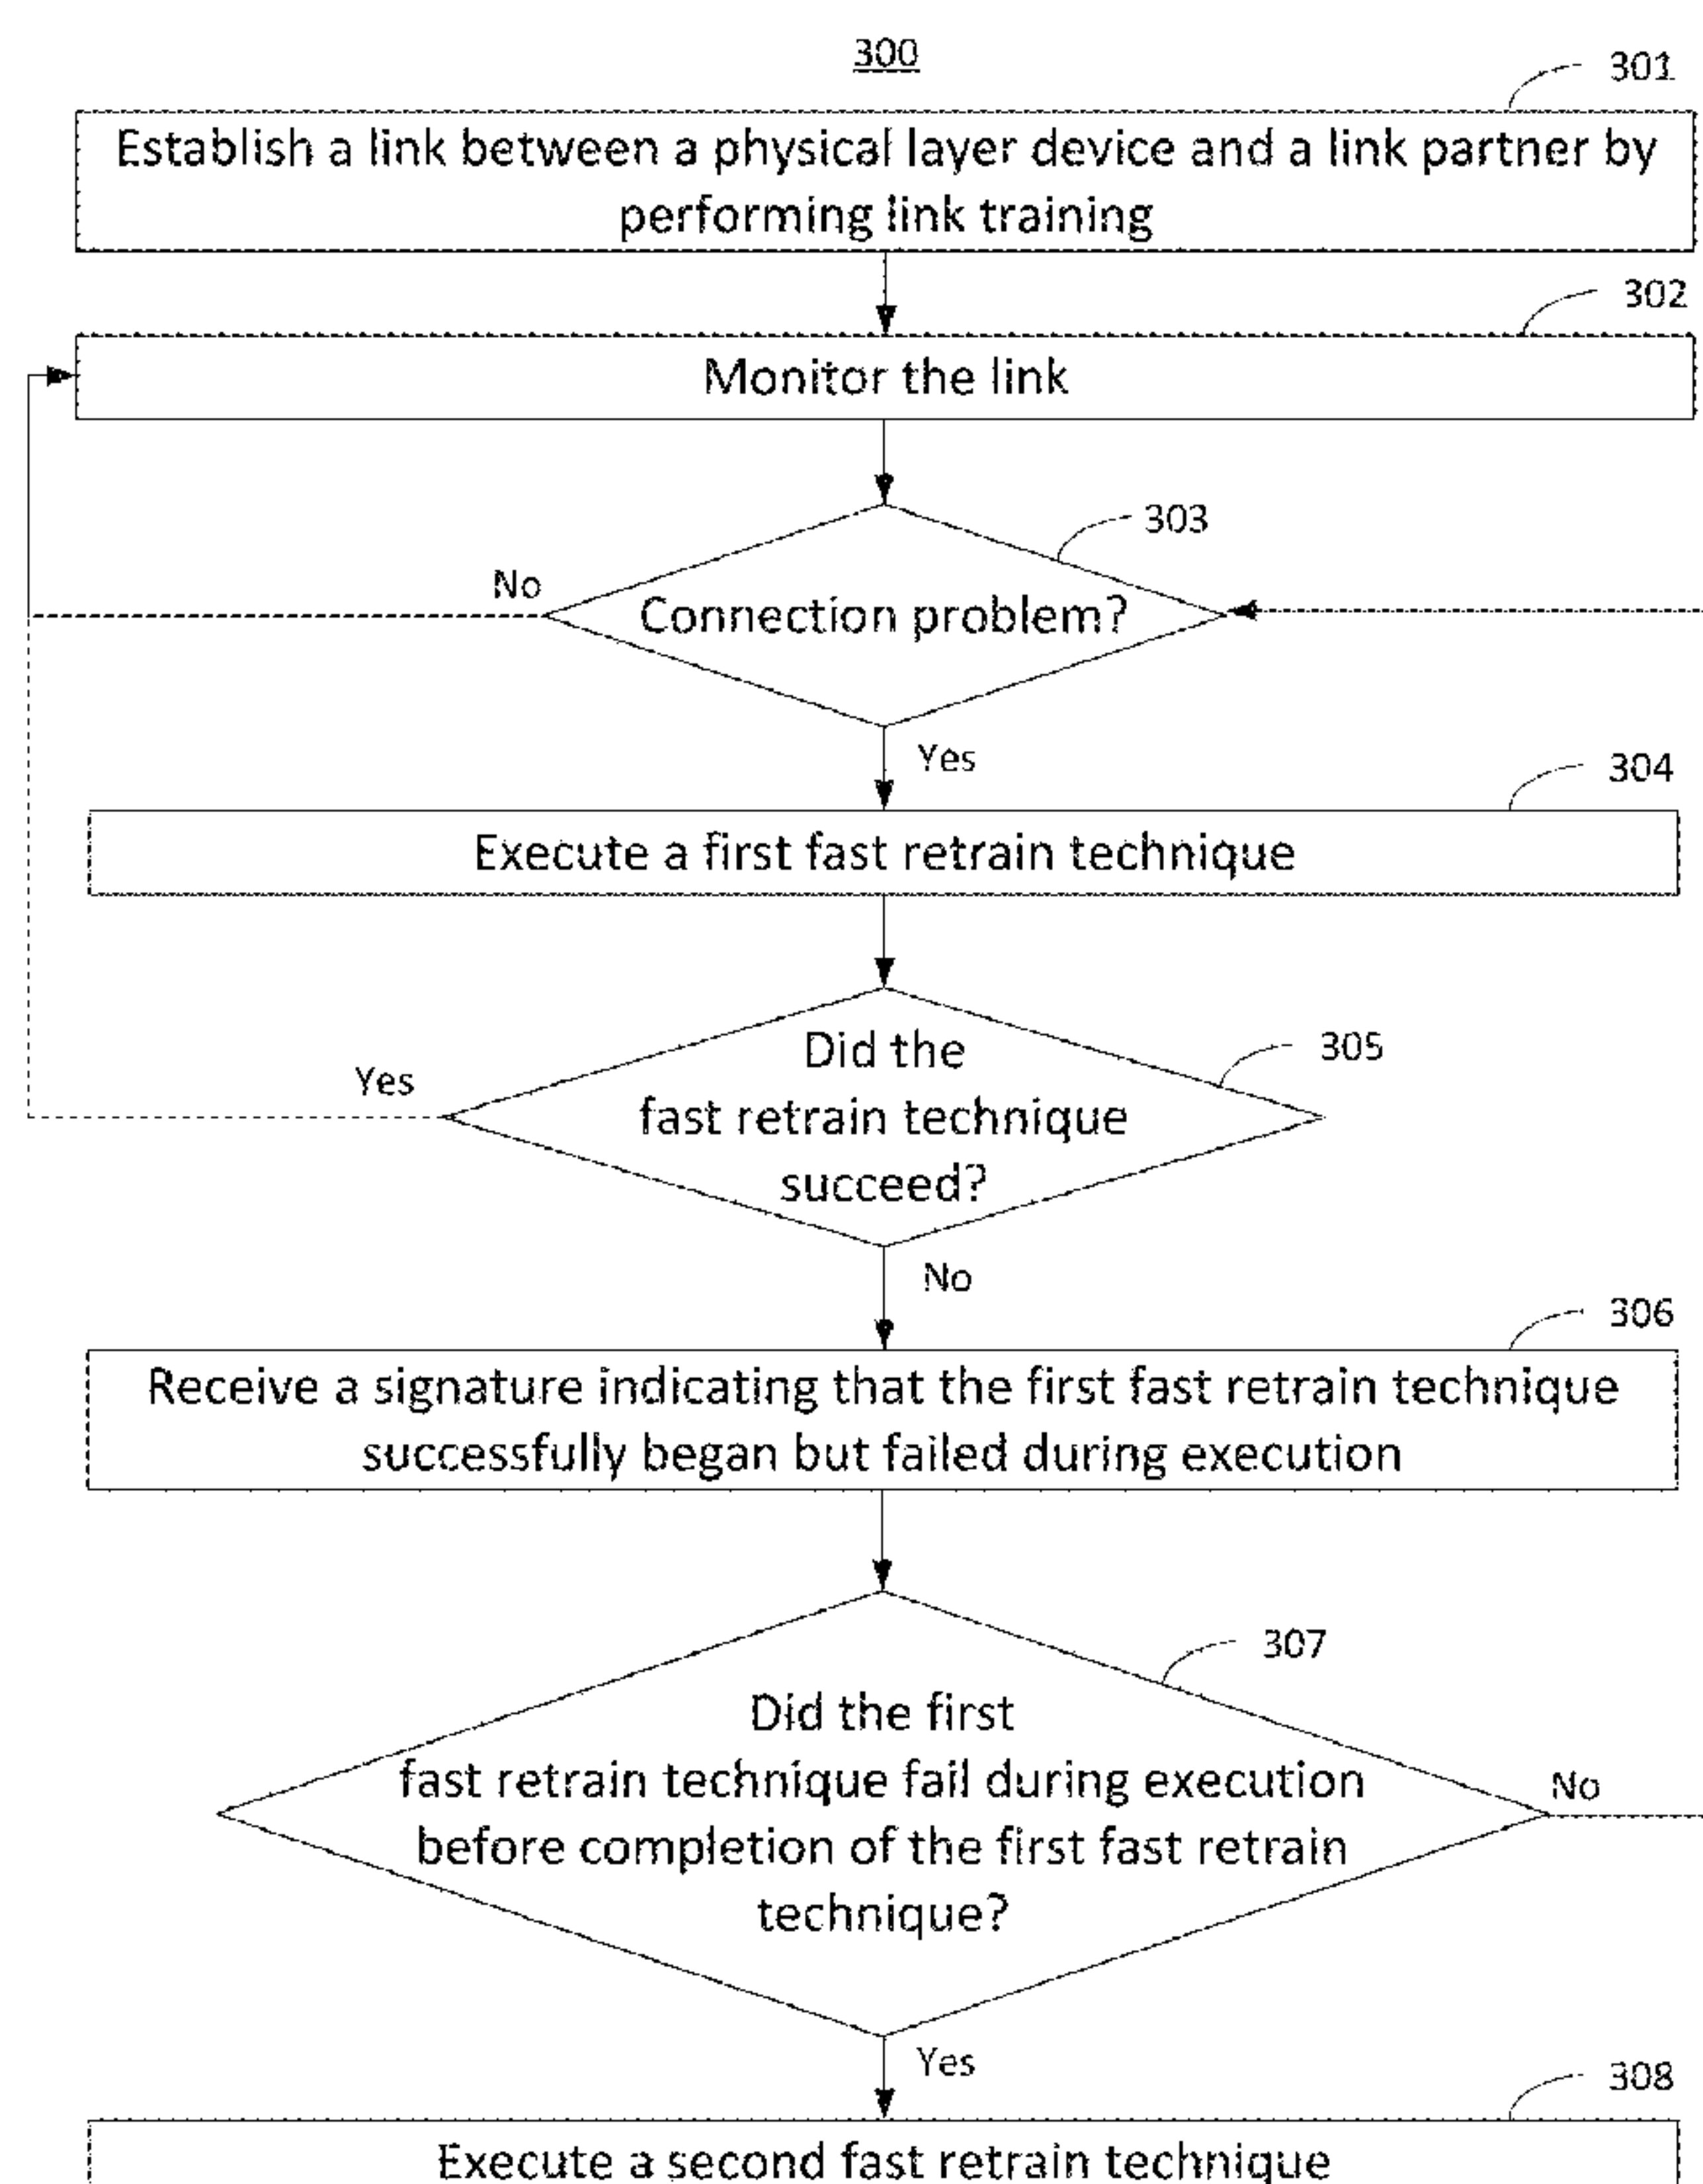 300
301
Establish a link between a physical layer device and a link partner by
performing link training
302
Monitor the link
303
No
Connection problem?
Yes
304
Execute a first fast retrain technique
305
Did the
Yes
fast retrain technique
succeed?
No
306
Receive a signature indicating that the first fast retrain technique
successfully began but failed during execution
307
Did the first
fast retrain technique fail during execution
No
before completion of the first fast retrain
technique?
Yes
308
Execute a second fast retrain technique